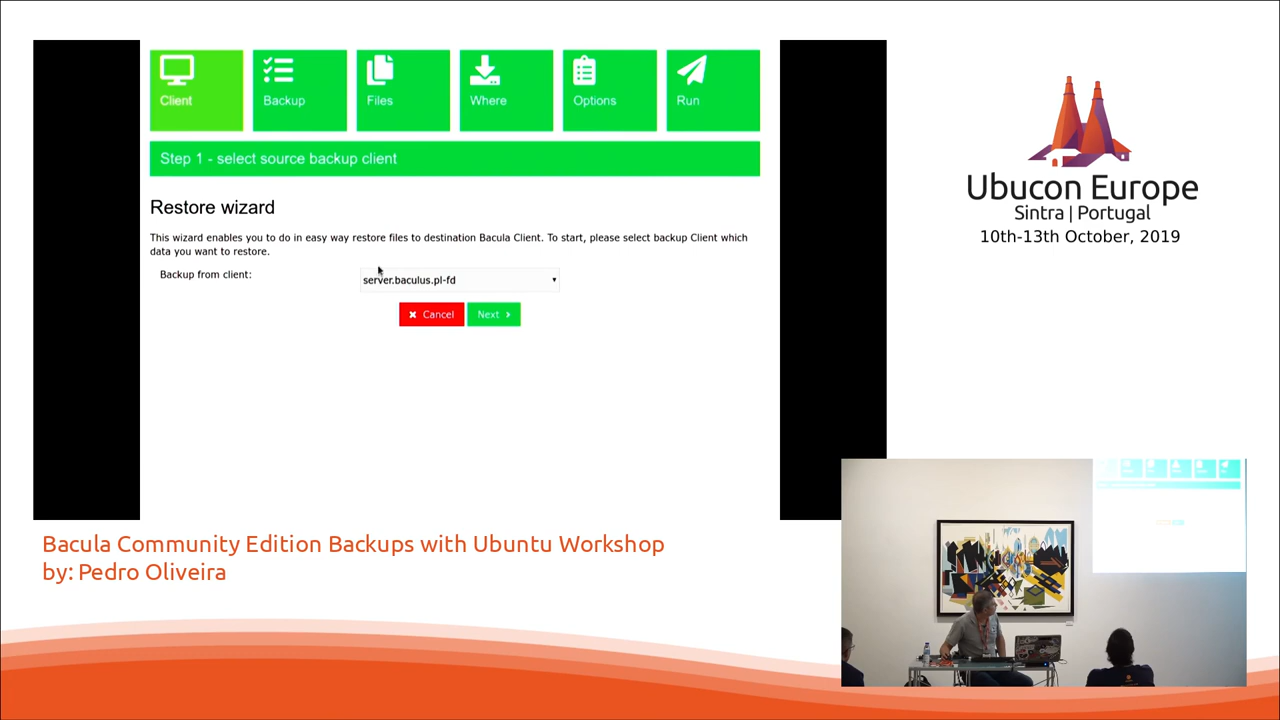 Client
Backup
Files
Where
Options
Run
Step 1 - select source backup client
Restore wizard
This wizard enables you to do in easy way restore files to destination Bacula Client. To start, please select backup Client which
data you want to restore.
Backup from client:
server.baculus.pl-fd
Cancel
Next
Ubucon Europe
Sintra | Portugal
10th-13th October, 2019
Bacula Community Edition Backups with Ubuntu Workshop
by: Pedro Oliveira